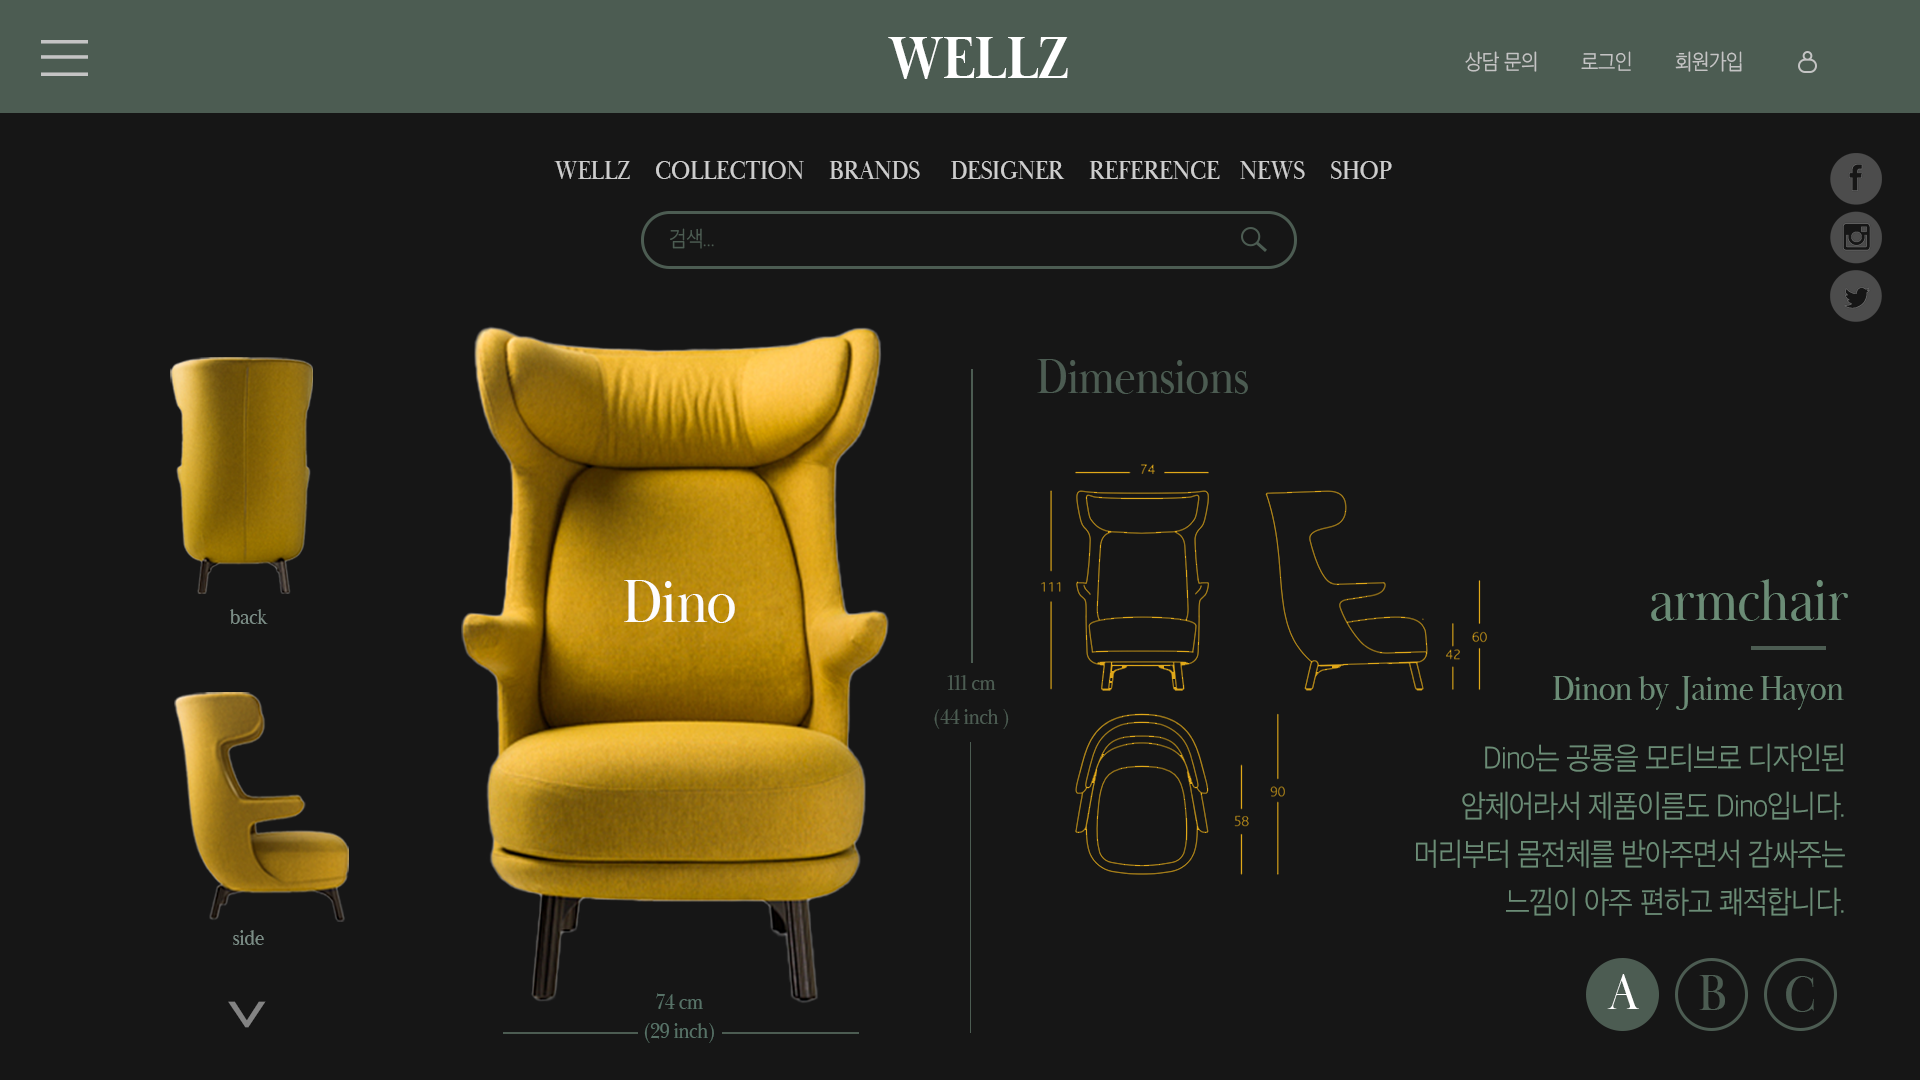 WELLZ
상담 문의 로그인 회원가입
WELLZ COLLECTION BRANDS DESIGNER REFERENCE NEWS SHOP
검색...
Dimensions
74
111
60
42
back
Dino
111 cm
(44 inch )
armchair
Dinon by Jaime Hayon
Dino는 공룡을 모티브로 디자인된
암체어라서 제품이름도 Dino입니다.
머리부터 몸전체를 받아주면서 감싸주는
느낌이 아주 편하고 쾌적합니다.
90
58
side
74 cm
(29 inch)
A B C